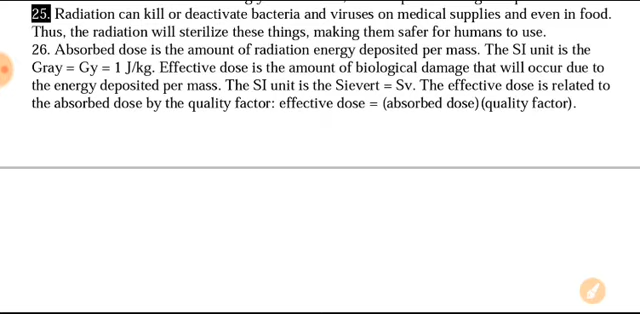 25. Radiation can kill or deactivate bacteria and viruses on medical supplies and even in food.
Thus, the radiation will sterilize these things, making them safer for humans to use.
26. Absorbed dose is the amount of radiation energy deposited per mass. The SI unit is the
Gray = Gy = 1 J/kg. Effective dose is the amount of biological damage that will occur due to
the energy deposited per mass. The SI unit is the Sievert = Sv. The effective dose is related to
the absorbed dose by the quality factor: effective dose = (absorbed dose)(quality factor).